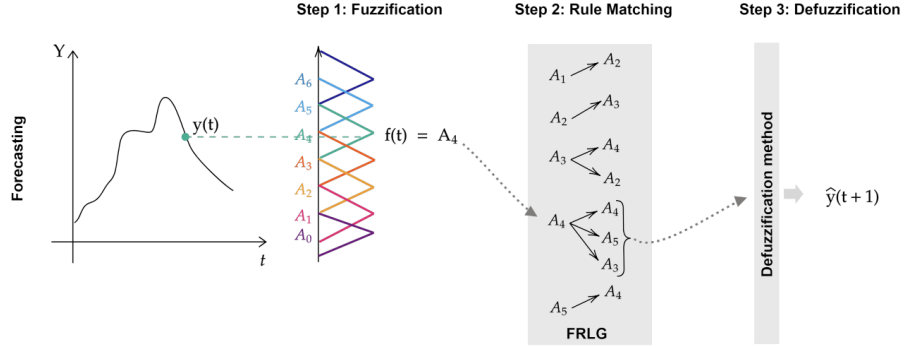 Step 1: Fuzzification
Step 2: Rule Matching
Step 3: Defuzzification
Forecasting
Y
y(t)
t
A6
A5
A4
A3
A2
A1
A0
f(t) = A4
A1 A2
A2 A3
A3 A4
A2
A4 A4
A5
A3
A5 A4
FRLG
Defuzzification method
ŷ(t+1)